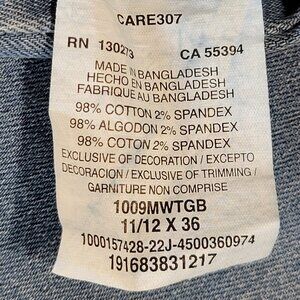 CARE307
RN 130273 CA 55394
MADE IN BANGLADESH
HECHO EN BANGLADESH
FABRIQUE AU BANGLADESH
98% COTTON 2% SPANDEX
98% ALGODON 2% SPANDEX
98% COTON 2% SPANDEX
EXCLUSIVE OF DECORATION / EXCEPTO
DECORACION / EXCLUSIVE OF TRIMMING /
GARNITURE NON COMPRISE
1009MWTGB
11/12 X 36
1000157428-22J-4500360974
191683831217